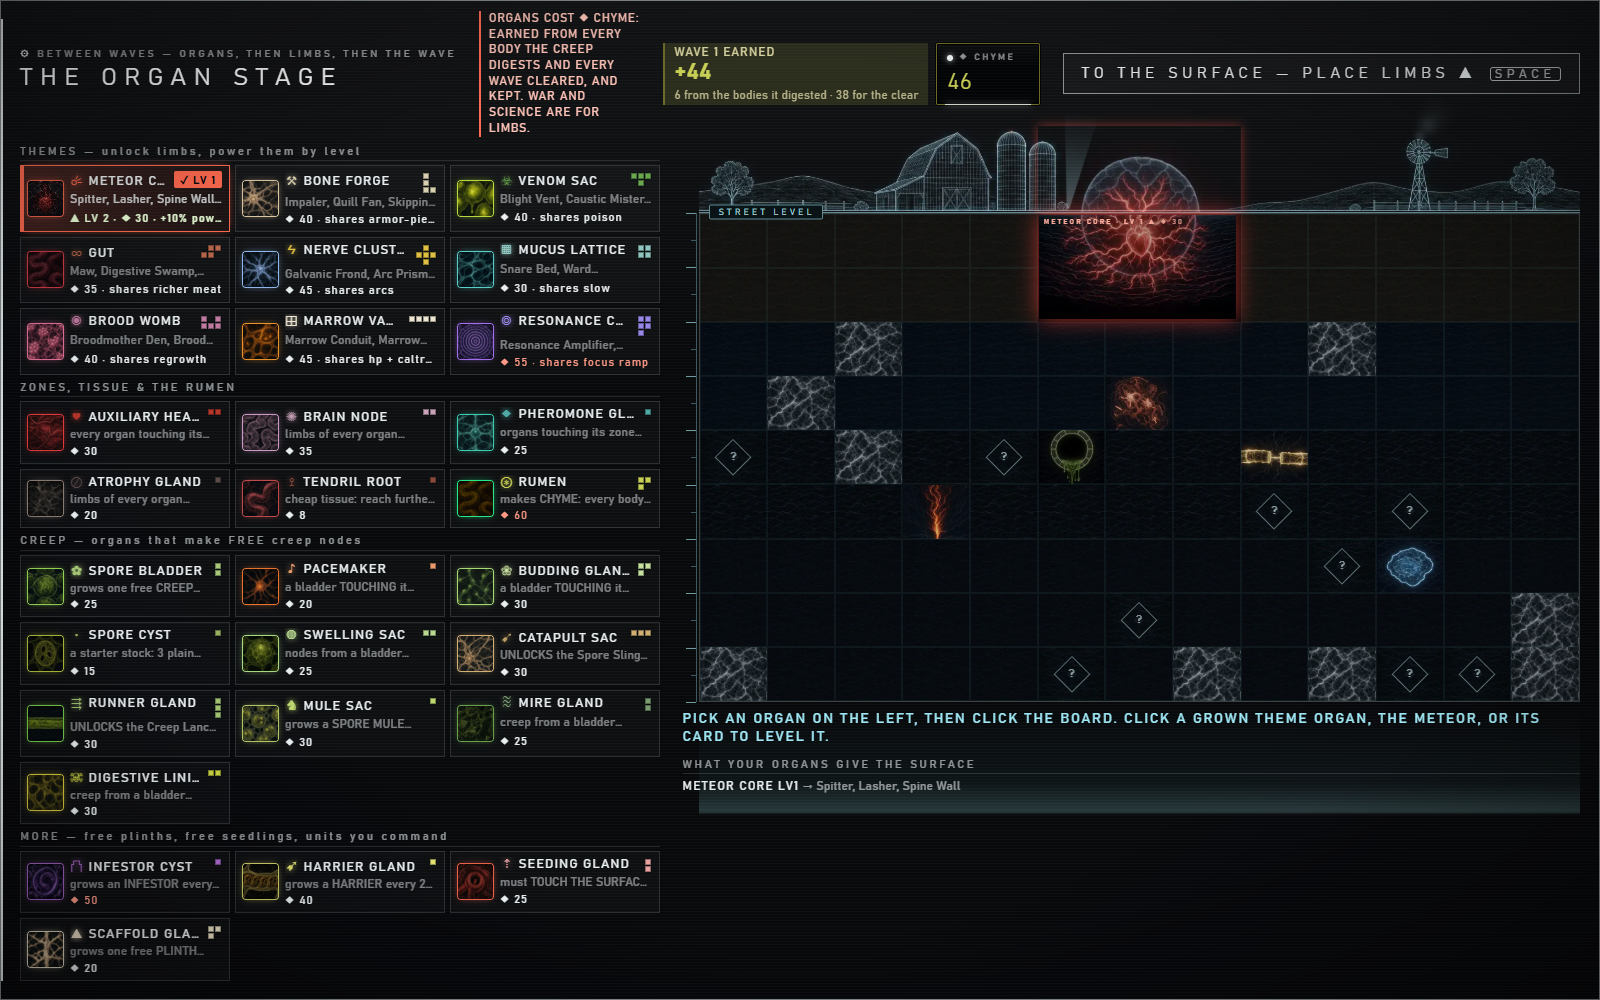 BETWEEN WAVES — ORGANS, THEN LIMBS, THEN THE WAVE
THE ORGAN STAGE
ORGANS COST ◆ CHYME:
EARNED FROM EVERY
BODY THE CREEP
DIGESTS AND EVERY
WAVE CLEARED, AND
KEPT. WAR AND
SCIENCE ARE FOR
LIMBS.
WAVE 1 EARNED
+44
6 from the bodies it digested · 38 for the clear
◆ CHYME
46
TO THE SURFACE — PLACE LIMBS ▲ SPACE
THEMES — unlock limbs, power them by level
METEOR C... ✓ LV 1
Spitter, Lasher, Spine Wall...
▲ LV 2 · ◆ 30 · +10% pow...
BONE FORGE
Impaler, Quill Fan, Skippin...
◆ 40 · shares armor-pie...
VENOM SAC
Blight Vent, Caustic Mister...
◆ 40 · shares poison
GUT
Maw, Digestive Swamp,...
◆ 35 · shares richer meat
NERVE CLUST...
Galvanic Frond, Arc Prism...
◆ 45 · shares arcs
MUCUS LATTICE
Snare Bed, Ward...
◆ 30 · shares slow
BROOD WOMB
Broodmother Den, Brood...
◆ 40 · shares regrowth
MARROW VA...
Marrow Conduit, Marrow...
◆ 45 · shares hp + caltr...
RESONANCE C...
Resonance Amplifier,...
◆ 55 · shares focus ramp
ZONES, TISSUE & THE RUMEN
AUXILIARY HEA...
every organ touching its...
◆ 30
BRAIN NODE
limbs of every organ...
◆ 35
PHEROMONE GL...
organs touching its zone...
◆ 25
ATROPHY GLAND
limbs of every organ...
◆ 20
TENDRIL ROOT
cheap tissue: reach furthe...
◆ 8
RUMEN
makes CHYME: every body...
◆ 60
CREEP — organs that make FREE creep nodes
SPORE BLADDER
grows one free CREEP...
◆ 25
PACEMAKER
a bladder TOUCHING it...
◆ 20
BUDDING GLAN...
a bladder TOUCHING it...
◆ 30
SPORE CYST
a starter stock: 3 plain...
◆ 15
SWELLING SAC
nodes from a bladder...
◆ 25
CATAPULT SAC
UNLOCKS the Spore Sling...
◆ 30
RUNNER GLAND
UNLOCKS the Creep Lanc...
◆ 30
MULE SAC
grows a SPORE MULE...
◆ 30
MIRE GLAND
creep from a bladder...
◆ 25
DIGESTIVE LINI...
creep from a bladder...
◆ 30
MORE — free plinths, free seedlings, units you command
INFESTOR CYST
grows an INFESTOR every...
◆ 50
HARRIER GLAND
grows a HARRIER every 2...
◆ 40
SEEDING GLAND
must TOUCH THE SURFAC...
◆ 25
SCAFFOLD GLA...
grows one free PLINTH...
◆ 20
STREET LEVEL
METEOR CORE · LV 1 ▲ ◆ 30
?
?
?
?
?
?
?
?
?
PICK AN ORGAN ON THE LEFT, THEN CLICK THE BOARD. CLICK A GROWN THEME ORGAN, THE METEOR, OR ITS
CARD TO LEVEL IT.
WHAT YOUR ORGANS GIVE THE SURFACE
METEOR CORE LV1 → Spitter, Lasher, Spine Wall